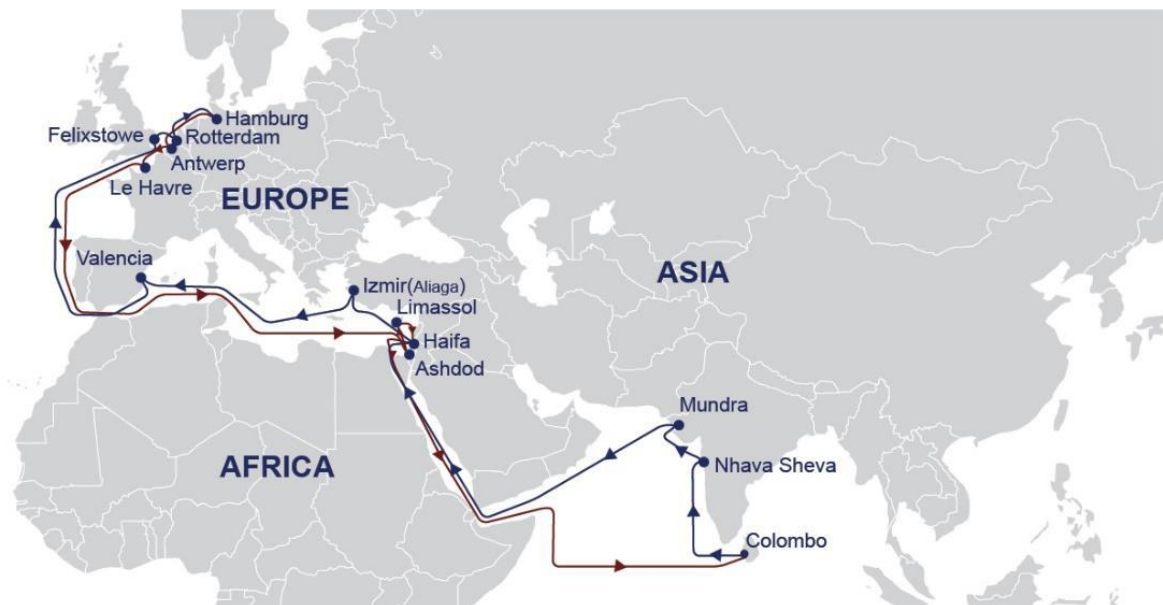 Hamburg
Felixstowe
Rotterdam
Antwerp
Le Havre
EUROPE
Valencia
Izmir(Aliaga)
ASIA
Limassol
Haifa
Ashdod
Mundra
AFRICA
Nhava Sheva
Colombo